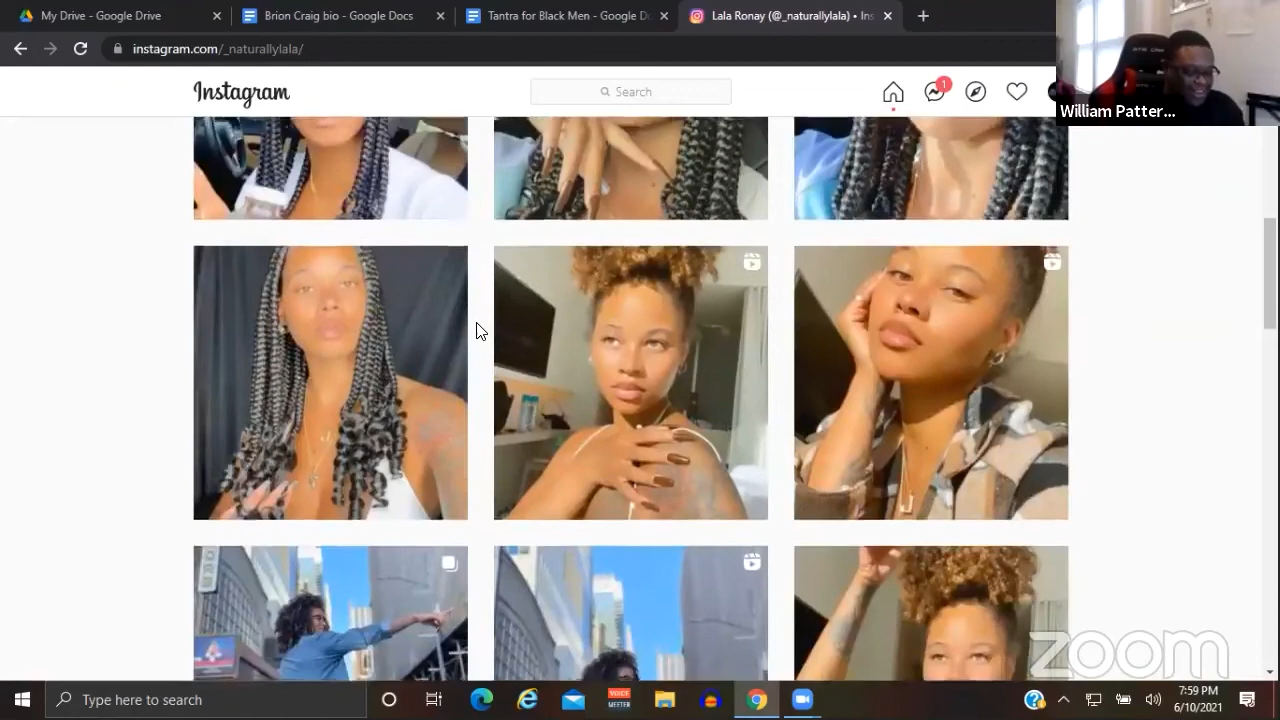 My Drive - Google Drive
Brion Craig bio - Google Docs
Tantra for Black Men - Google Do
Lala Ronay (@_naturallylala) • Ins
instagram.com/_naturallylala/
Instagram
Search
1
William Patter...
zoom
Type here to search
VOICE
MEETER
7:59 PM
6/10/2021